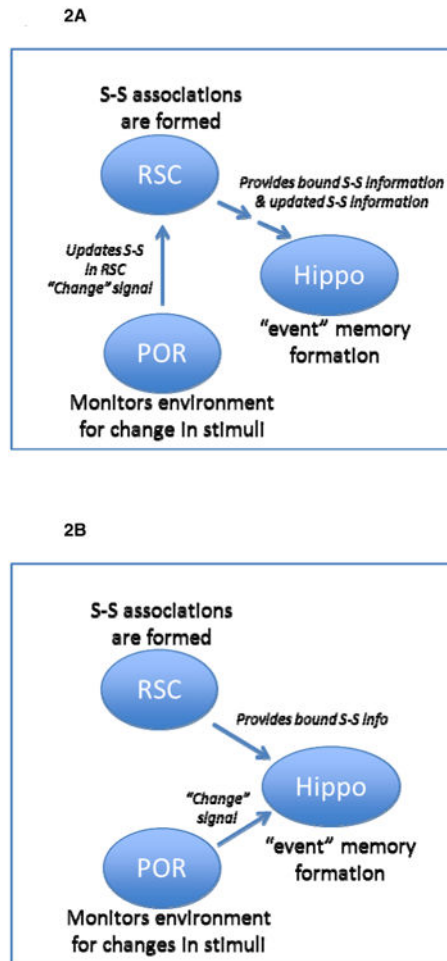 2A
S-S associations
are formed
RSC
Provides bound S-S information
& updated S-S information
Updates S-S
in RSC
"Change" signal
Hippo
"event" memory
formation
POR
Monitors environment
for change in stimuli
2B
S-S associations
are formed
RSC
Provides bound S-S info
Hippo
"Change"
signal
"event" memory
formation
POR
Monitors environment
for changes in stimuli